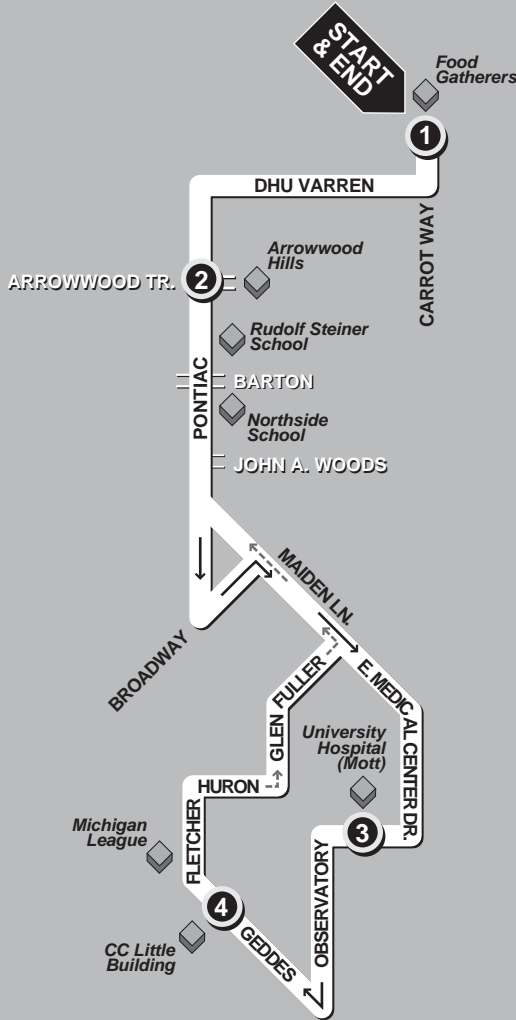 START
& END
Food
Gatherers
1
DHU VARREN
CARROT WAY
Arrowwood
Hills
ARROWWOOD TR.
2
Rudolf Steiner
School
PONTIAC
BARTON
Northside
School
JOHN A. WOODS
MAIDEN LN.
BROADWAY
FULLER
E. MEDICAL CENTER DR.
GLEN
University
Hospital
(Mott)
HURON
Michigan
League
FLETCHER
3
OBSERVATORY
4
GEDDES
CC Little
Building